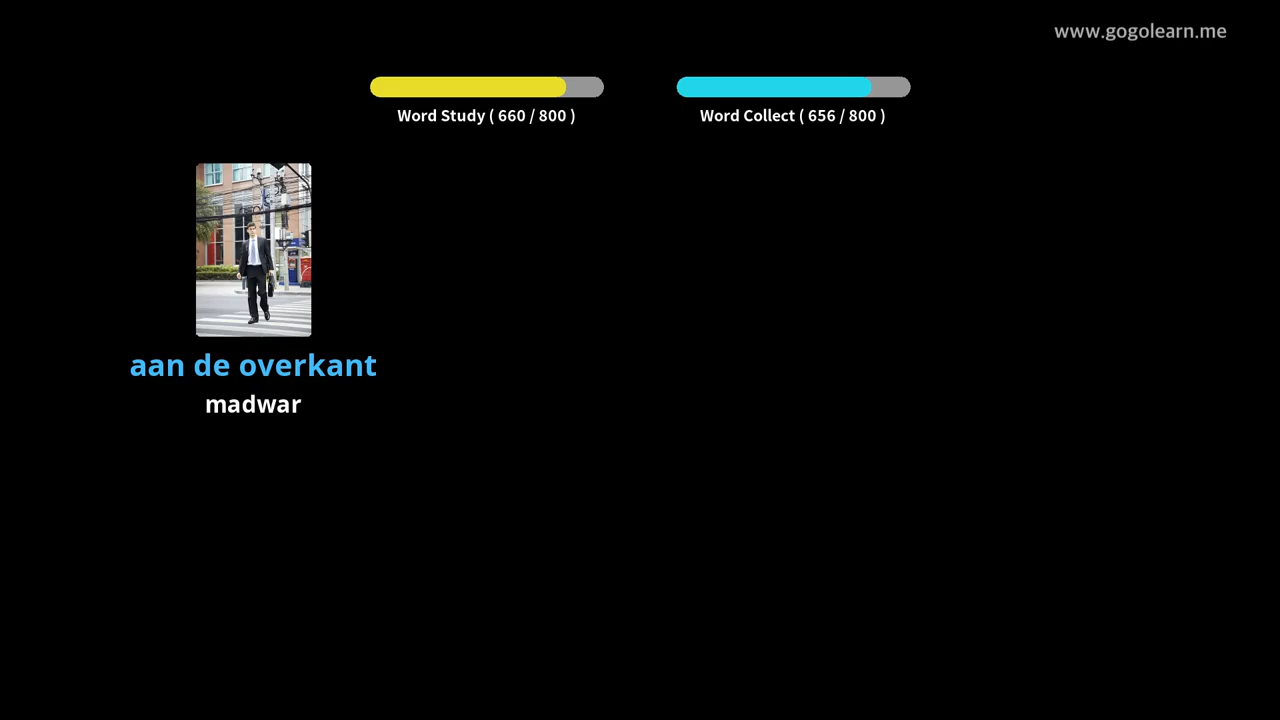 www.gogolearn.me
Word Study ( 660 / 800 )
Word Collect ( 656 / 800 )
aan de overkant
madwar